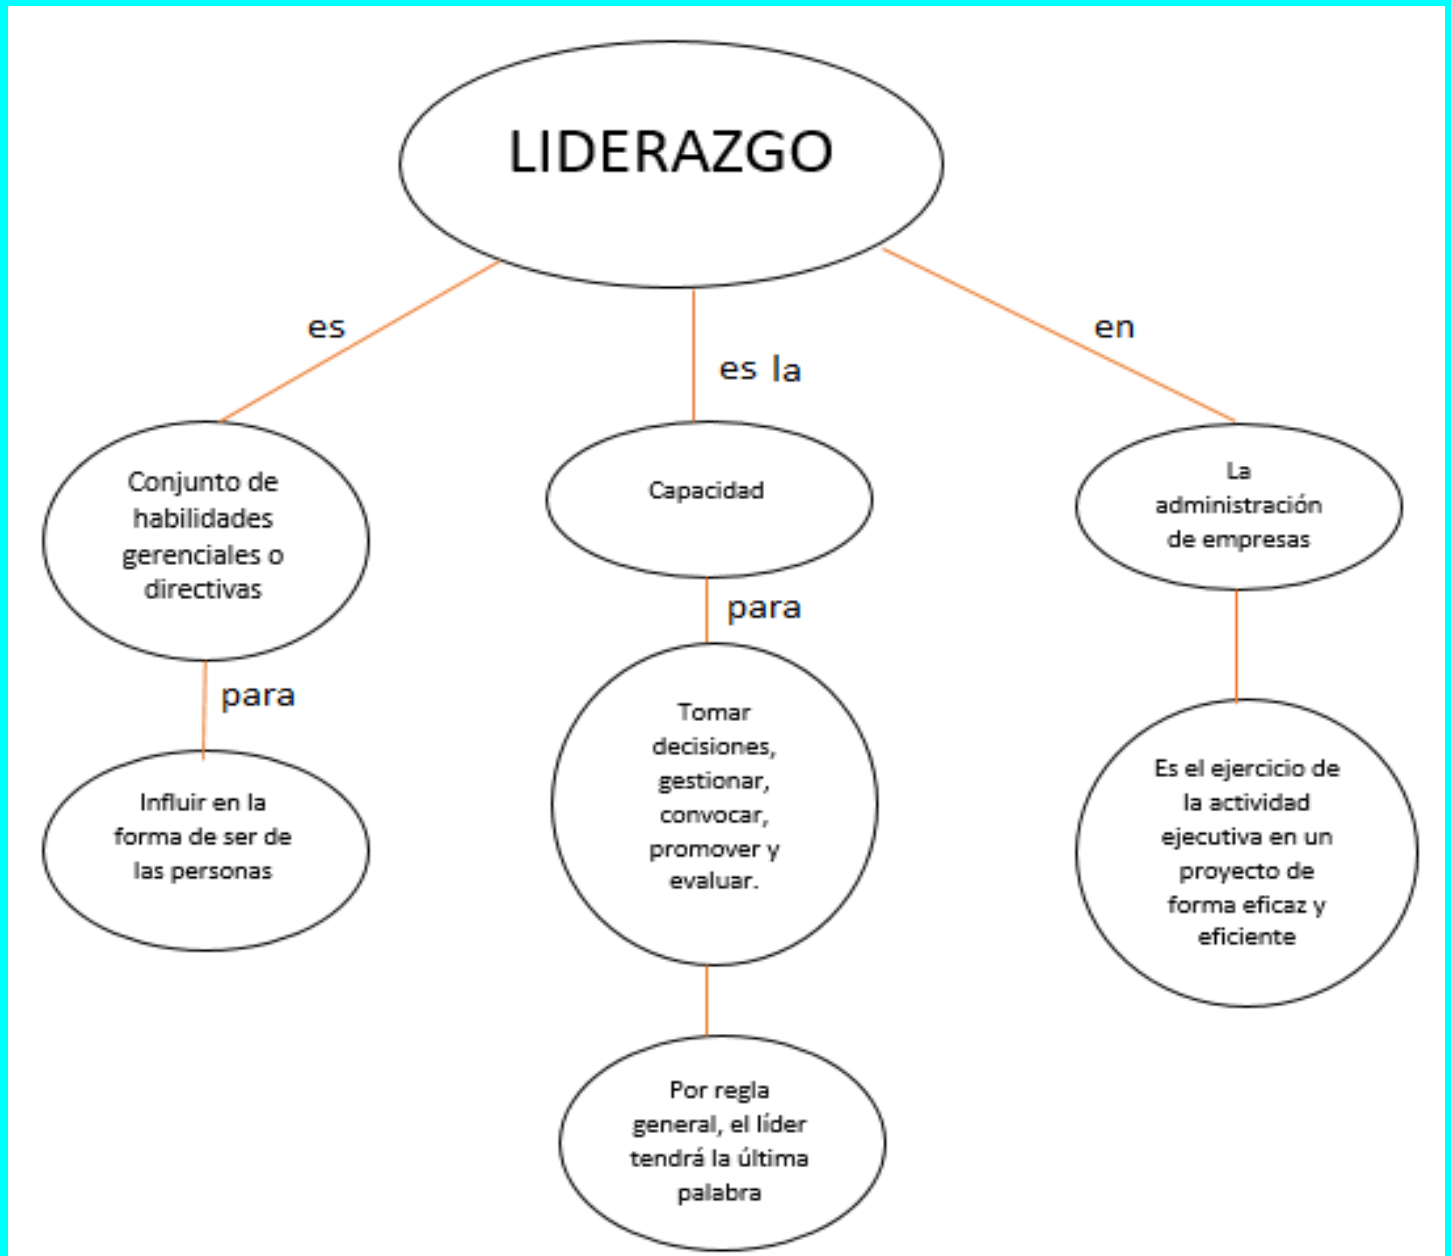 LIDERAZGO
es
es la
en
Conjunto de
habilidades
gerenciales o
directivas
Capacidad
La
administración
de empresas
para
para
Influir en la
forma de ser de
las personas
Tomar
decisiones,
gestionar,
convocar,
promover y
evaluar.
Es el ejercicio de
la actividad
ejecutiva en un
proyecto de
forma eficaz y
eficiente
Por regla
general, el líder
tendrá la última
palabra